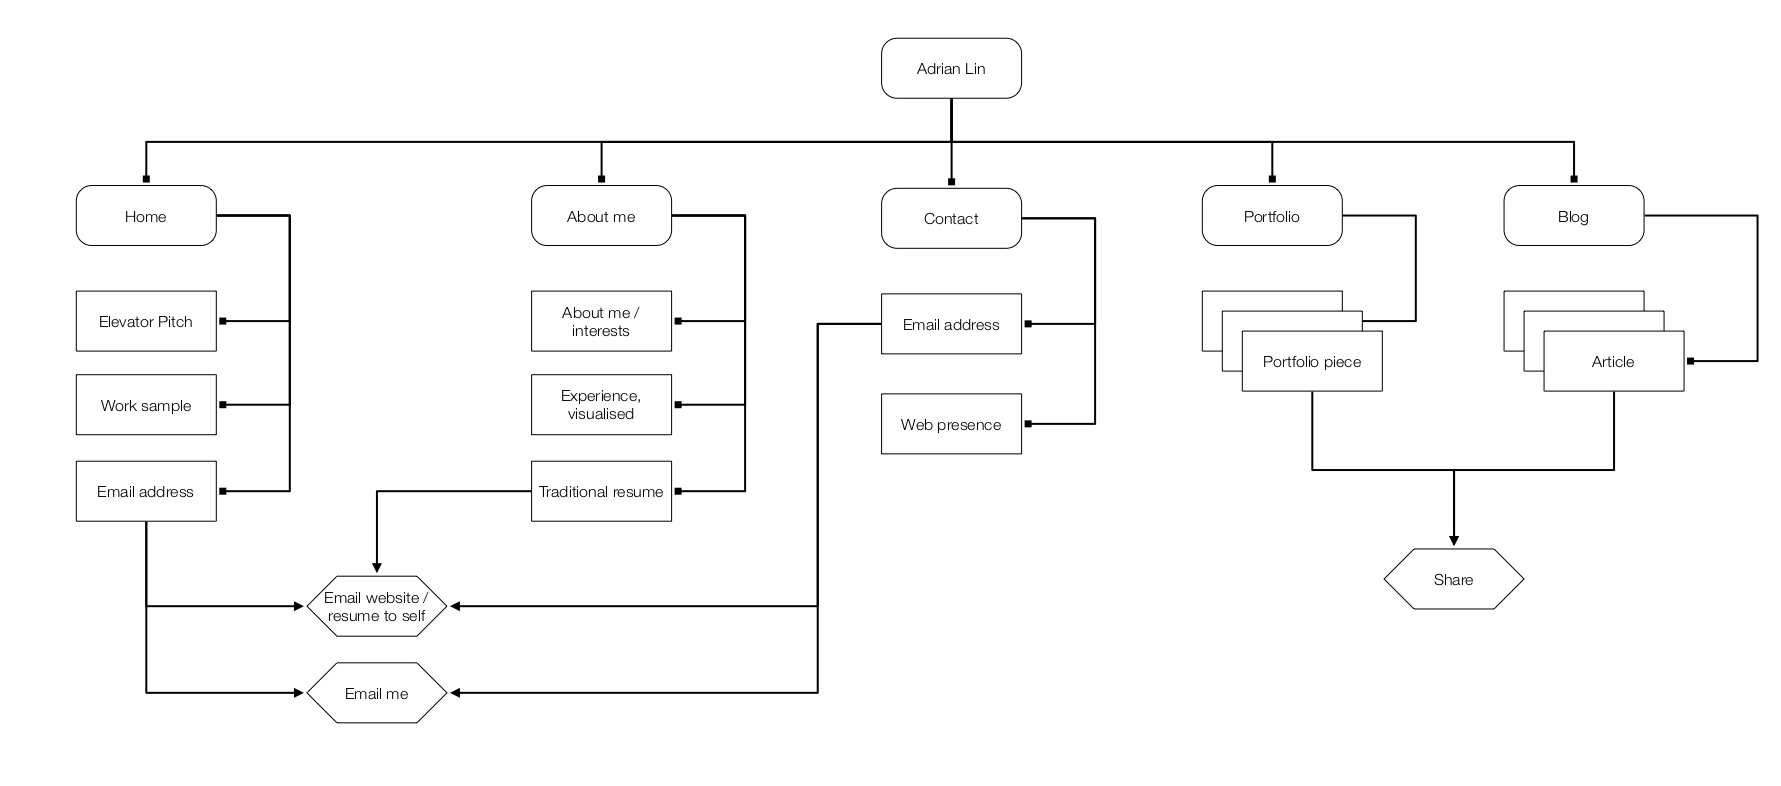 Adrian Lin
Home
About me
Contact
Portfolio
Blog
Elevator Pitch
Work sample
Email address
About me /
interests
Experience,
visualised
Traditional resume
Email address
Web presence
Portfolio piece
Article
Email website /
resume to self
Email me
Share